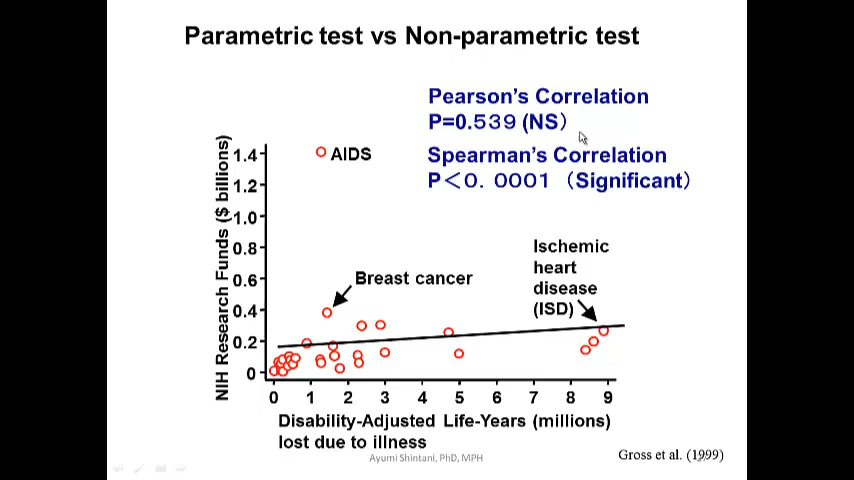 Parametric test vs Non-parametric test
Pearson's Correlation
P=0.539 (NS）
Spearman's Correlation
P＜0．0001 （Significant）
NIH Research Funds ($ billions)
1.4
1.2
1.0
0.8
0.6
0.4
0.2
0
AIDS
Breast cancer
Ischemic
heart
disease
(ISD)
0 1 2 3 4 5 6 7 8 9
Disability-Adjusted Life-Years (millions)
lost due to illness
Ayumi Shintani, PhD, MPH
Gross et al. (1999)